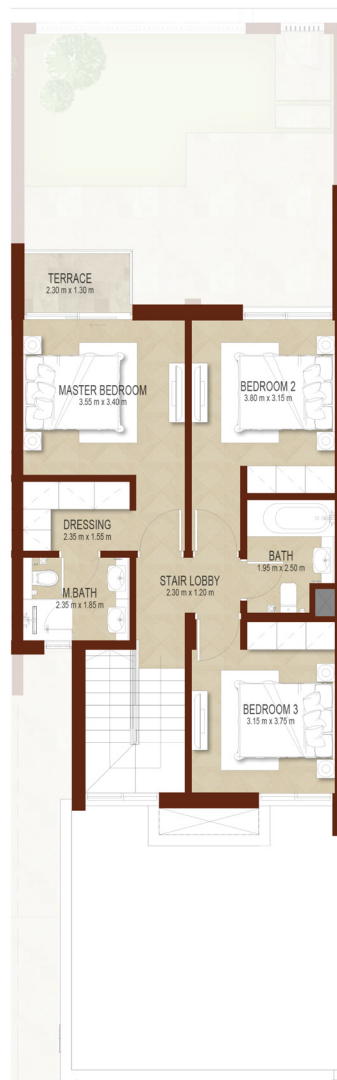 TERRACE
2.30 m x 1.30 m
MASTER BEDROOM
3.55 m x 3.40 m
BEDROOM 2
3.80 m x 3.15 m
DRESSING
2.35 m x 1.55 m
BATH
1.95 m x 2.50 m
STAIR LOBBY
2.30 m x 1.20 m
M.BATH
2.35 m x 1.85 m
BEDROOM 3
3.15 m x 3.75 m